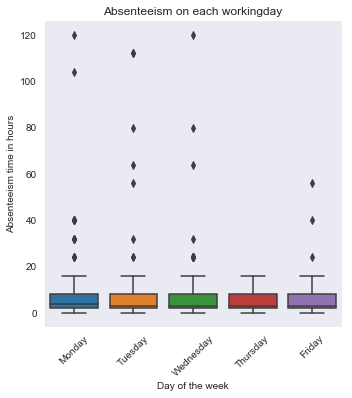 Absenteeism on each workingday
120
100
80
60
40
20
0
Absenteeism time in hours
Monday
Tuesday
Wednesday
Thursday
Friday
Day of the week